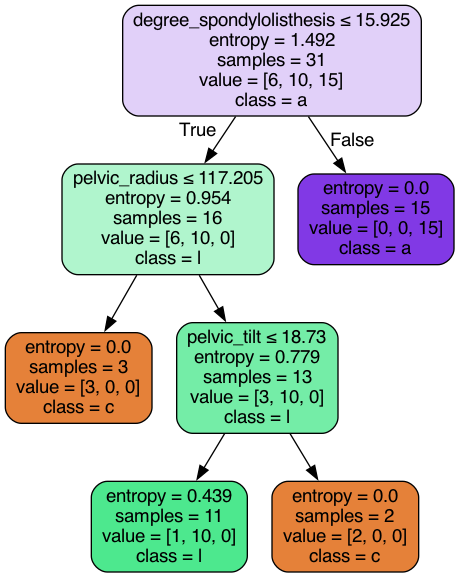 degree_spondylolisthesis ≤ 15.925
entropy = 1.492
samples = 31
value = [6, 10, 15]
class = a
True
False
pelvic_radius ≤ 117.205
entropy = 0.954
samples = 16
value = [6, 10, 0]
class = l
entropy = 0.0
samples = 15
value = [0, 0, 15]
class = a
entropy = 0.0
samples = 3
value = [3, 0, 0]
class = c
pelvic_tilt ≤ 18.73
entropy = 0.779
samples = 13
value = [3, 10, 0]
class = l
entropy = 0.439
samples = 11
value = [1, 10, 0]
class = l
entropy = 0.0
samples = 2
value = [2, 0, 0]
class = c